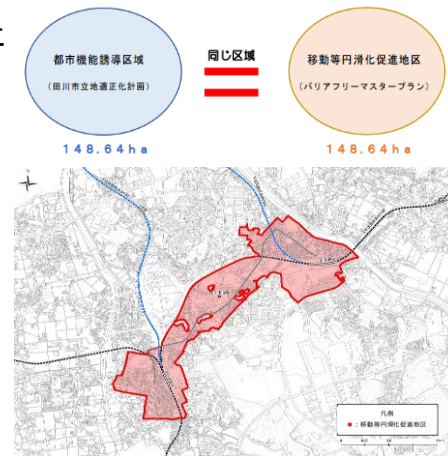 都市機能誘導区域
(田川市立地適正化計画)
同じ区域
移動等円滑化促進地区
(バリアフリーマスタープラン)
148.64ha
148.64ha
凡例
:移動等円滑化促進地区